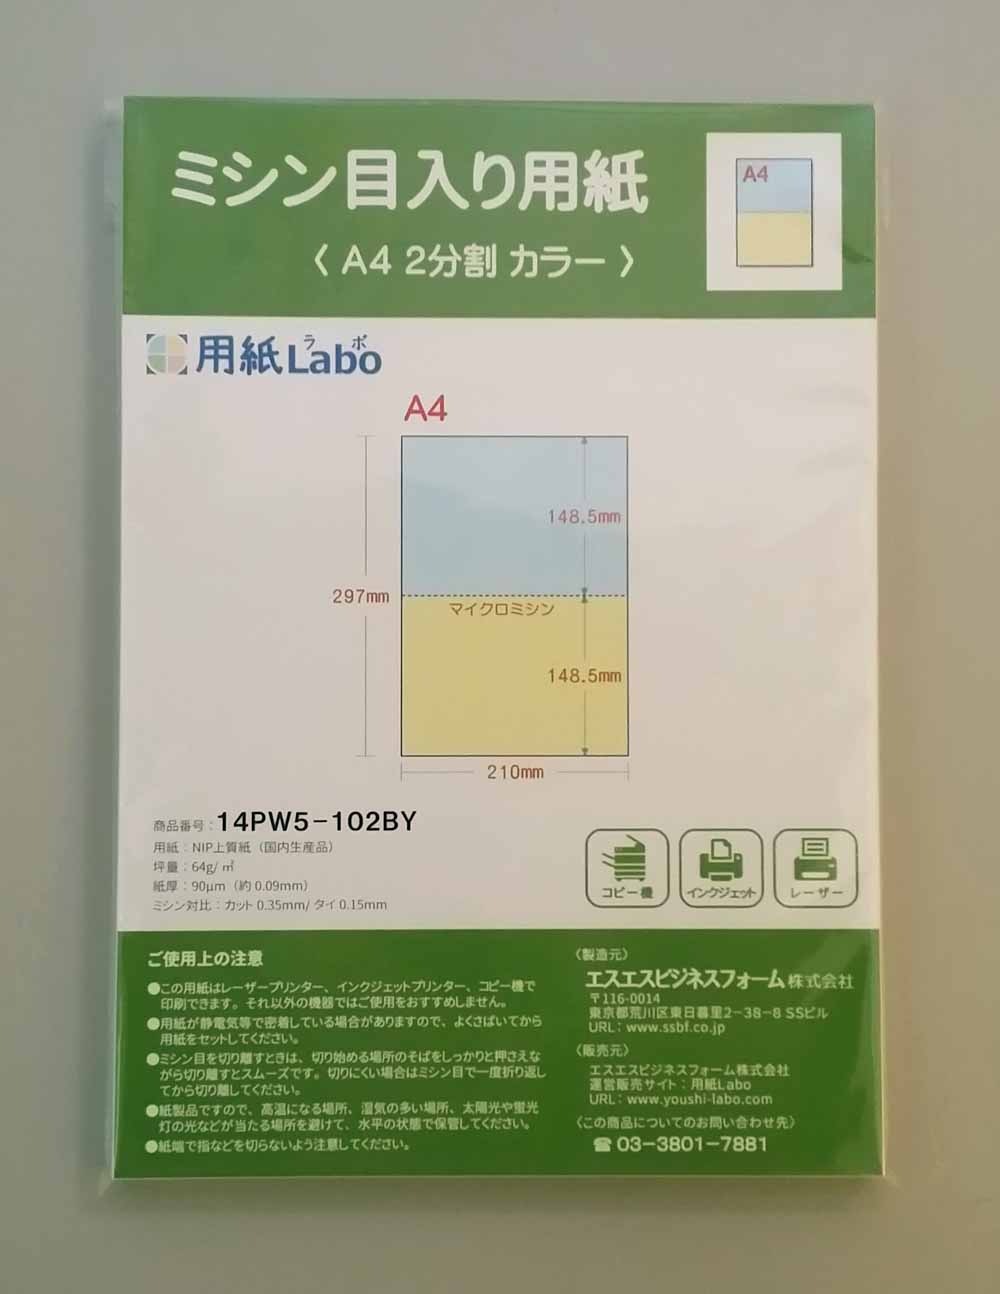 ミシン目入り用紙
〈 A4 2分割 カラー 〉
A4
用紙Labo
ラボ
A4
148.5mm
297mm
マイクロミシン
148.5mm
210mm
商品番号：14PW5-102BY
用紙：NIP上質紙（国内生産品）
坪量：64g/㎡
紙厚：90μm（約0.09mm）
ミシン対比：カット0.35mm/タイ0.15mm
コピー機
インクジェット
レーザー
ご使用上の注意
●この用紙はレーザープリンター、インクジェットプリンター、コピー機で
印刷できます。それ以外の機器ではご使用をおすすめしません。
●用紙が静電気等で密着している場合がありますので、よくさばいてから
用紙をセットしてください。
●ミシン目を切り離すときは、切り始める場所のそばをしっかりと押さえな
がら切り離すとスムーズです。切りにくい場合はミシン目で一度折り返し
てから切り離してください。
●紙製品ですので、高温になる場所、湿気の多い場所、太陽光や蛍光
灯の光などが当たる場所を避けて、水平の状態で保管してください。
●紙端で指などを切らないよう注意してください。
〈製造元〉
エスエスビジネスフォーム株式会社
〒116-0014
東京都荒川区東日暮里2-38-8 SSビル
URL：www.ssbf.co.jp
〈販売元〉
エスエスビジネスフォーム株式会社
運営販売サイト：用紙Labo
URL：www.youshi-labo.com
〈この商品についてのお問い合わせ先〉
☎ 03-3801-7881